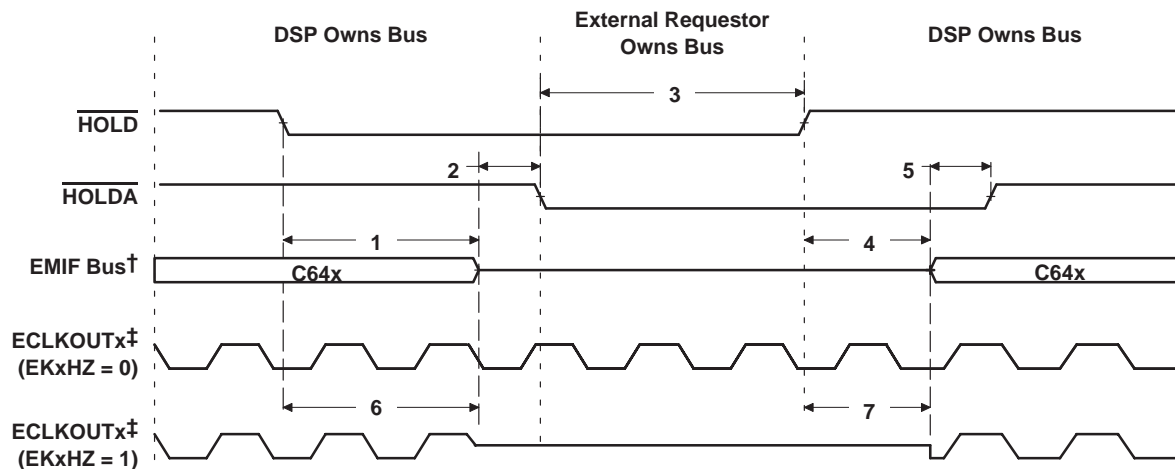 DSP Owns Bus
External Requestor
Owns Bus
DSP Owns Bus
3
HOLD
2
5
HOLDA
1
4
EMIF Bus†
C64x
C64x
ECLKOUTx‡
(EKxHZ = 0)
6
7
ECLKOUTx‡
(EKxHZ = 1)